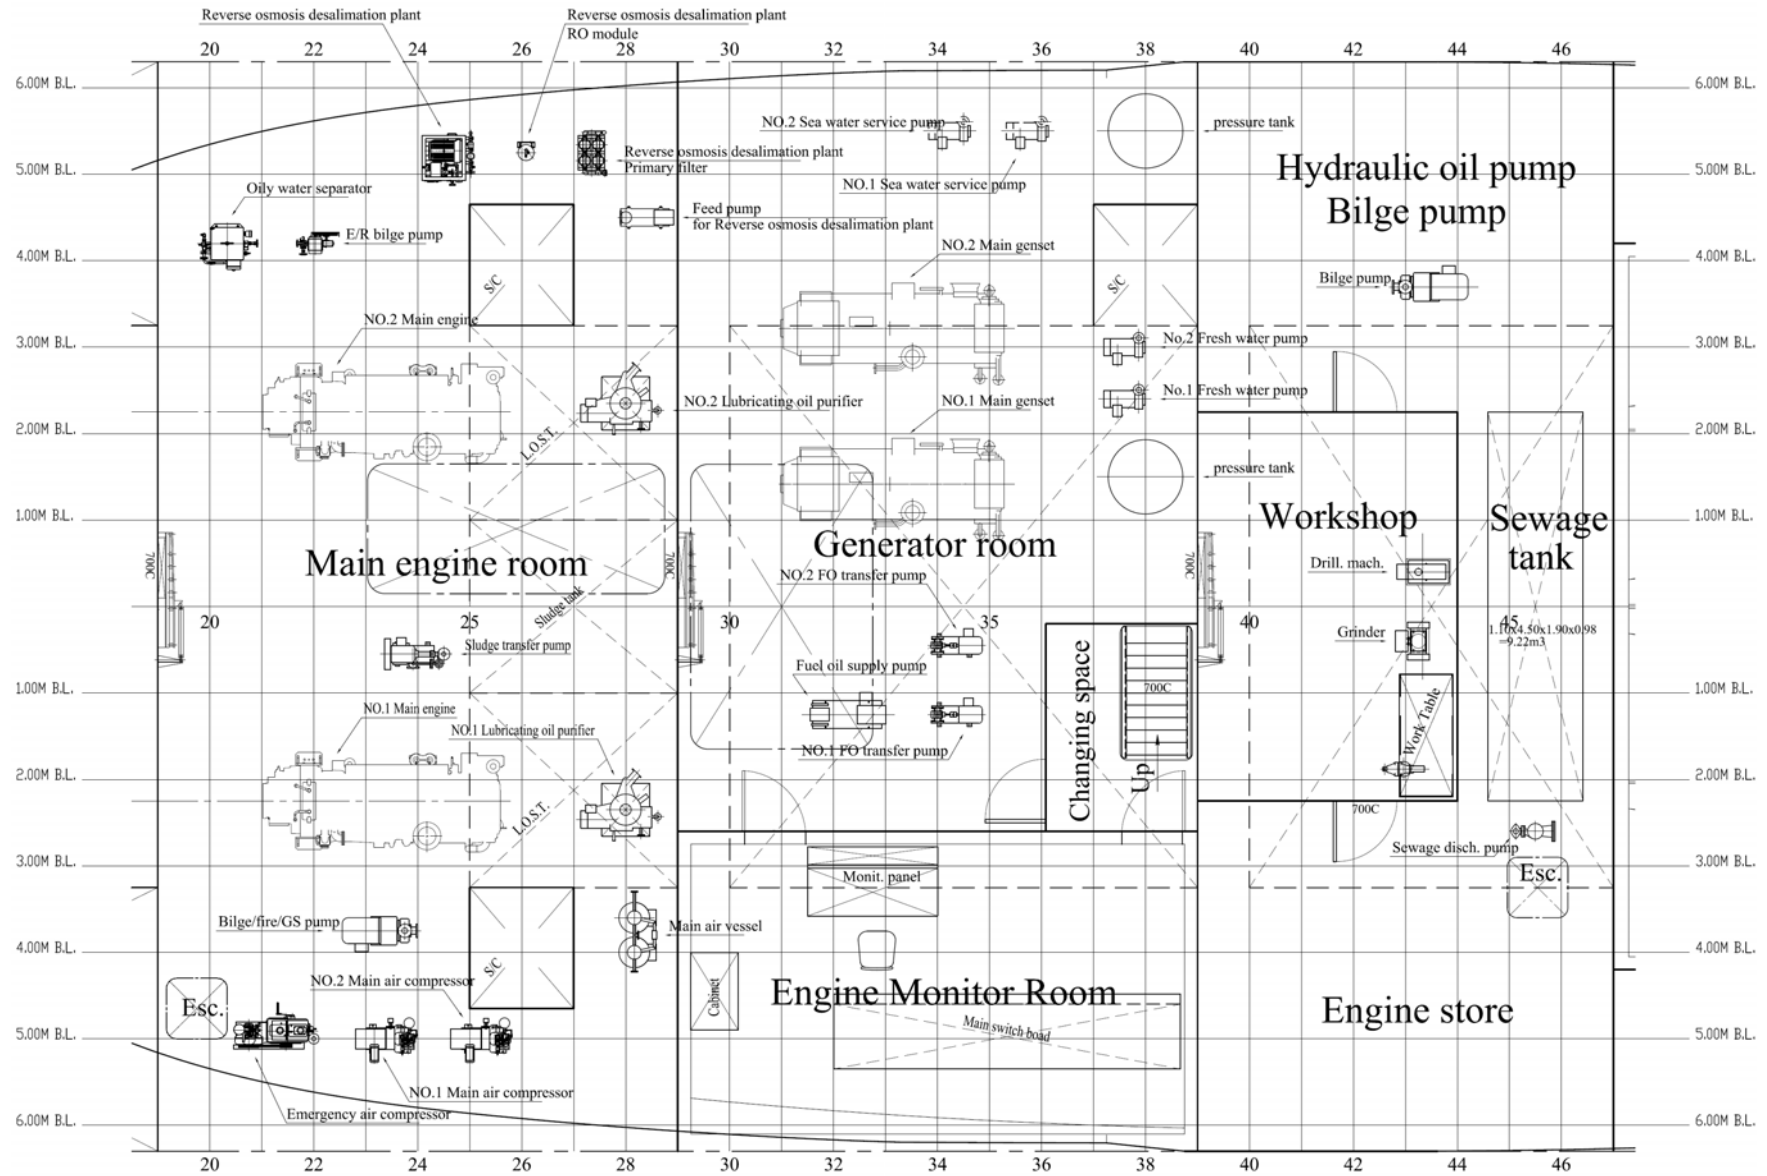 Reverse osmosis desalimation plant
Reverse osmosis desalimation plant
RO module
20 22 24 26 28 30 32 34 36 38 40 42 44 46
6.00M B.L.
6.00M B.L.
NO.2 Sea water service pump
pressure tank
Reverse osmosis desalimation plant
Primary filter
5.00M B.L.
5.00M B.L.
Hydraulic oil pump
Bilge pump
NO.1 Sea water service pump
Oily water separator
Feed pump
for Reverse osmosis desalimation plant
E/R bilge pump
NO.2 Main genset
4.00M B.L.
4.00M B.L.
S/C
S/C
Bilge pump
NO.2 Main engine
3.00M B.L.
3.00M B.L.
No.2 Fresh water pump
No.1 Fresh water pump
NO.2 Lubricating oil purifier
NO.1 Main genset
2.00M B.L.
2.00M B.L.
L.O.S.T.
pressure tank
1.00M B.L.
1.00M B.L.
Workshop
Sewage
tank
Main engine room
Generator room
700C
700C
700C
NO.2 FO transfer pump
Drill. mach.
Sludge tank
20 25 30 35 40 45
1.10x4.50x1.90x0.98
=9.22m3
Grinder
Sludge transfer pump
Fuel oil supply pump
Changing space
700C
Up
1.00M B.L.
1.00M B.L.
Work Table
NO.1 Main engine
NO.1 Lubricating oil purifier
NO.1 FO transfer pump
2.00M B.L.
2.00M B.L.
L.O.S.T.
700C
Sewage disch. pump
3.00M B.L.
3.00M B.L.
Monit. panel
Esc.
Bilge/fire/GS pump
Main air vessel
4.00M B.L.
4.00M B.L.
S/C
NO.2 Main air compressor
Cabinet
Engine Monitor Room
Esc.
Engine store
Main switch boad
5.00M B.L.
5.00M B.L.
NO.1 Main air compressor
Emergency air compressor
6.00M B.L.
6.00M B.L.
20 22 24 26 28 30 32 34 36 38 40 42 44 46